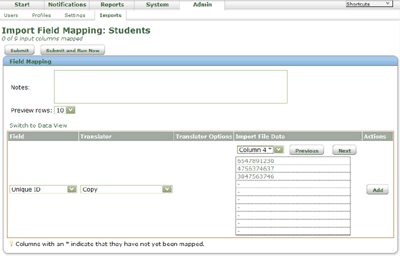 Start Notifications Reports System Admin Shortcuts
Users Profiles Settings Imports
Import Field Mapping: Students
0 of 9 input columns mapped
Submit Submit and Run Now
Field Mapping
Notes:
Preview rows: 10
Switch to Data View
Field Translator Translator Options Import File Data Actions
Column 4 * Previous Next
6547891230
4756374637
3847563746
-
-
-
-
-
-
-
Unique ID Copy Add
Columns with an * indicate that they have not yet been mapped.